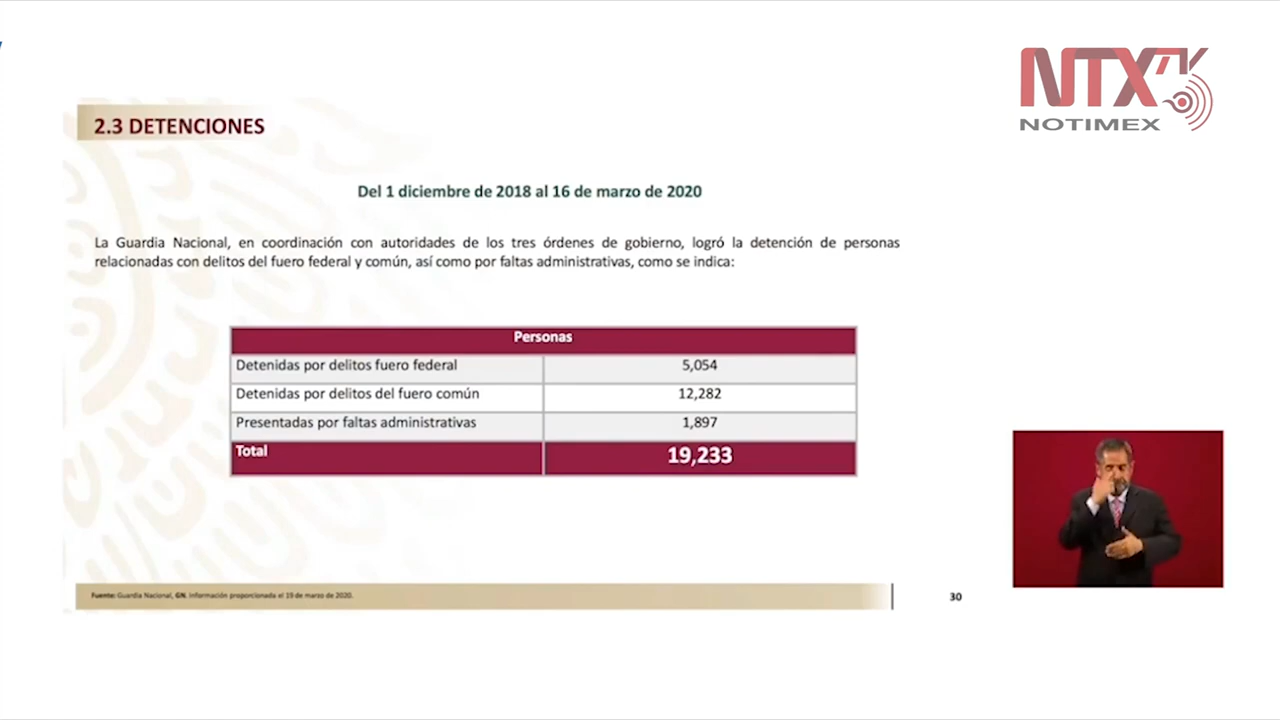 NTX TV
NOTIMEX
2.3 DETENCIONES
Del 1 diciembre de 2018 al 16 de marzo de 2020
La Guardia Nacional, en coordinación con autoridades de los tres órdenes de gobierno, logró la detención de personas
relacionadas con delitos del fuero federal y común, así como por faltas administrativas, como se indica:
Personas
Detenidas por delitos fuero federal 5,054
Detenidas por delitos del fuero común 12,282
Presentadas por faltas administrativas 1,897
Total 19,233
Fuente: Guardia Nacional, GN. Información proporcionada el 19 de marzo de 2020.
30